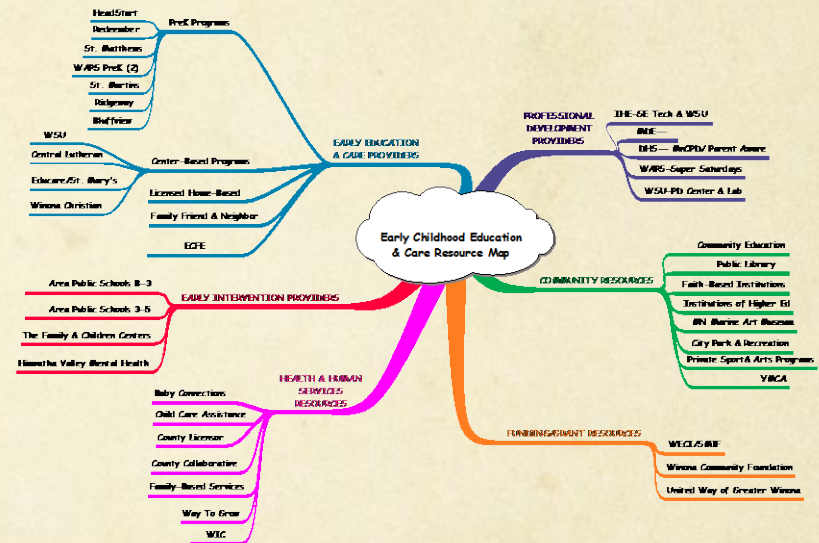 Early Childhood Education
& Care Resource Map
EARLY EDUCATION
& CARE PROVIDERS
PreK Programs
HeadStart
Redeember
St. Matthews
WAPS PreK (2)
St. Martins
Ridgeway
Bluffview
Center-Based Programs
WSU
Central Lutheran
Educare/St. Mary's
Winona Christian
Licensed Home-Based
Family Friend & Neighbor
ECFE
EARLY INTERVENTION PROVIDERS
Area Public Schools B-3
Area Public Schools 3-5
The Family & Children Centers
Hiawatha Valley Mental Health
HEALTH & HUMAN
SERVICES
RESOURCES
Baby Connections
Child Care Assistance
County Licensor
County Collaborative
Family-Based Services
Way To Grow
WIC
PROFESSIONAL
DEVELOPMENT
PROVIDERS
IHE-SE Tech & WSU
MDE—
DHS— MnCPD/ Parent Aware
WAPS-Super Saturdays
WSU-PD Center & Lab
COMMUNITY RESOURCES
Community Education
Public Library
Faith-Based Institutions
Institutions of Higher Ed
MN Marine Art Museum
City Park & Recreation
Private Sport& Arts Programs
YMCA
FUNDING/GRANT RESOURCES
WECI/SMIF
Winona Community Foundation
United Way of Greater Winona